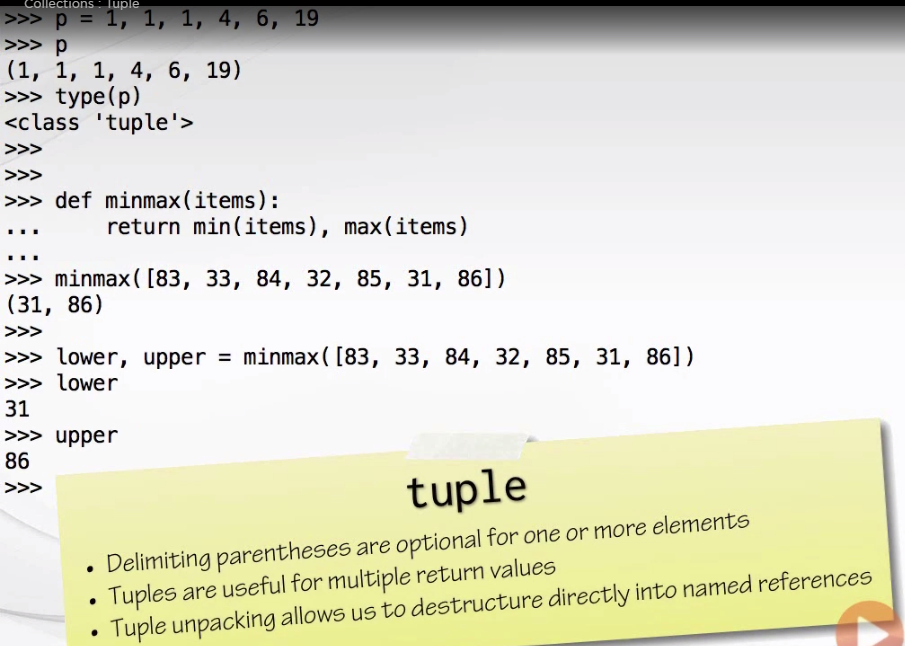 Collections : Tuple
>>> p = 1, 1, 1, 4, 6, 19
>>> p
(1, 1, 1, 4, 6, 19)
>>> type(p)
<class 'tuple'>
>>>
>>>
>>> def minmax(items):
...     return min(items), max(items)
...
>>> minmax([83, 33, 84, 32, 85, 31, 86])
(31, 86)
>>>
>>> lower, upper = minmax([83, 33, 84, 32, 85, 31, 86])
>>> lower
31
>>> upper
86
>>>
tuple
• Delimiting parentheses are optional for one or more elements
• Tuples are useful for multiple return values
• Tuple unpacking allows us to destructure directly into named references